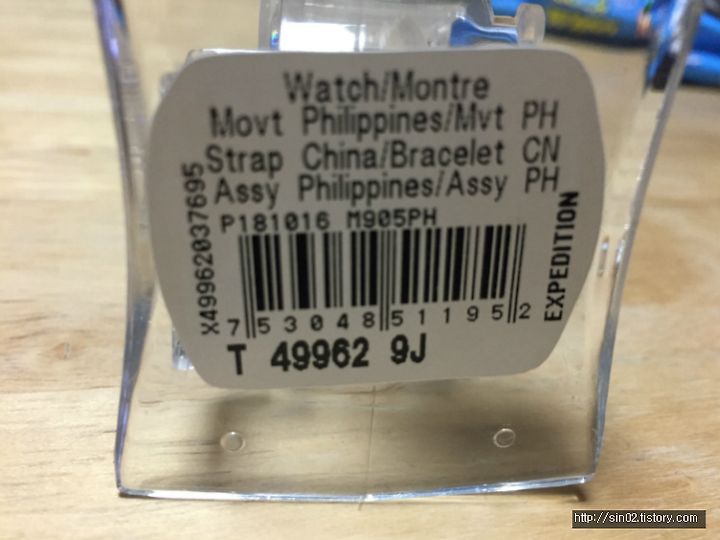 Watch/Montre
Movt Philippines/Mvt PH
Strap China/Bracelet CN
Assy Philippines/Assy PH
X49962037695
P181016 M905PH
EXPEDITION
7 53048 51195 2
T 49962 9J
http://sin02.tistory.com